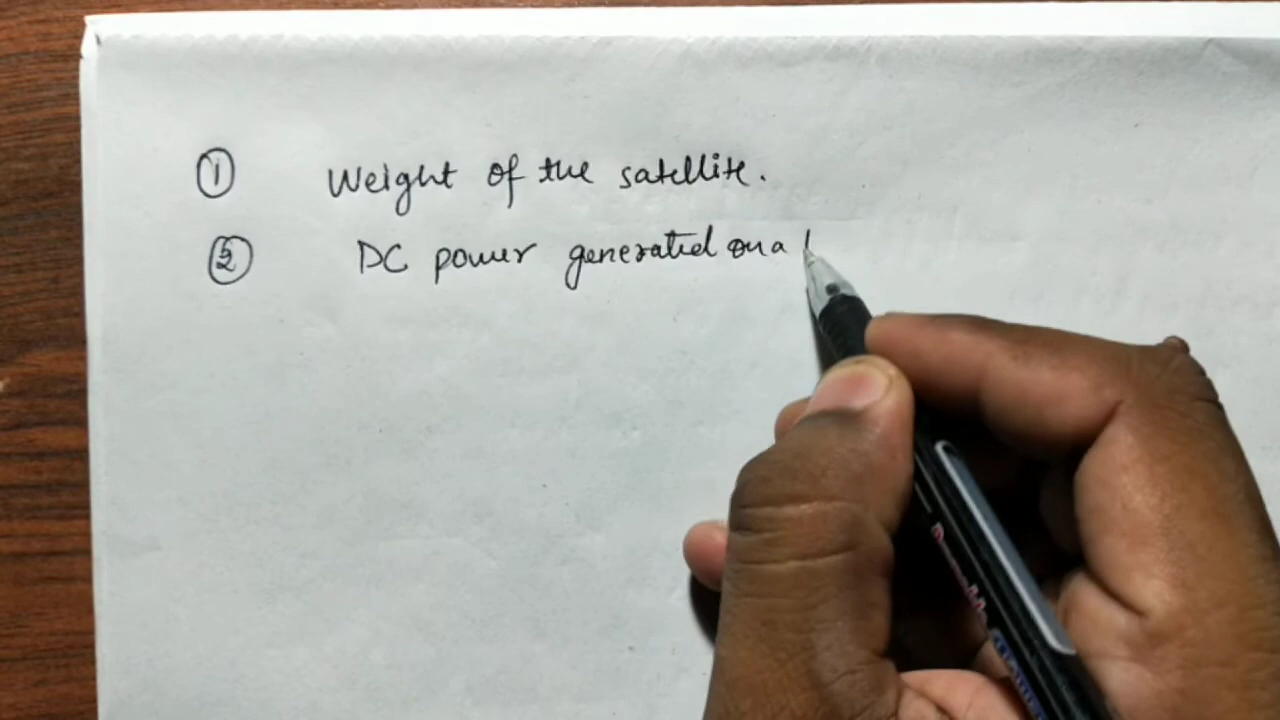 ① Weight of the satellite.
② DC power generated on a